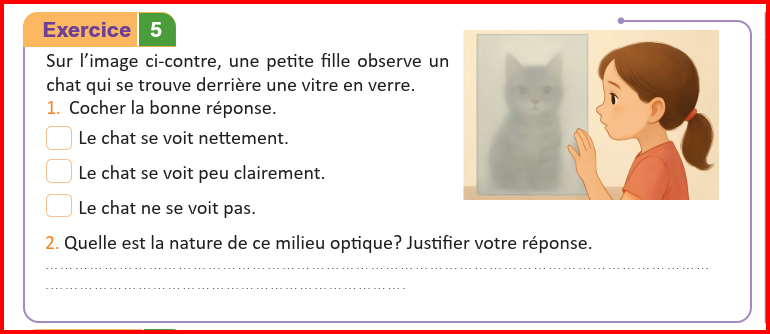 Exercice 5
Sur l'image ci-contre, une petite fille observe un
chat qui se trouve derrière une vitre en verre.
1. Cocher la bonne réponse.
Le chat se voit nettement.
Le chat se voit peu clairement.
Le chat ne se voit pas.
2. Quelle est la nature de ce milieu optique? Justifier votre réponse.